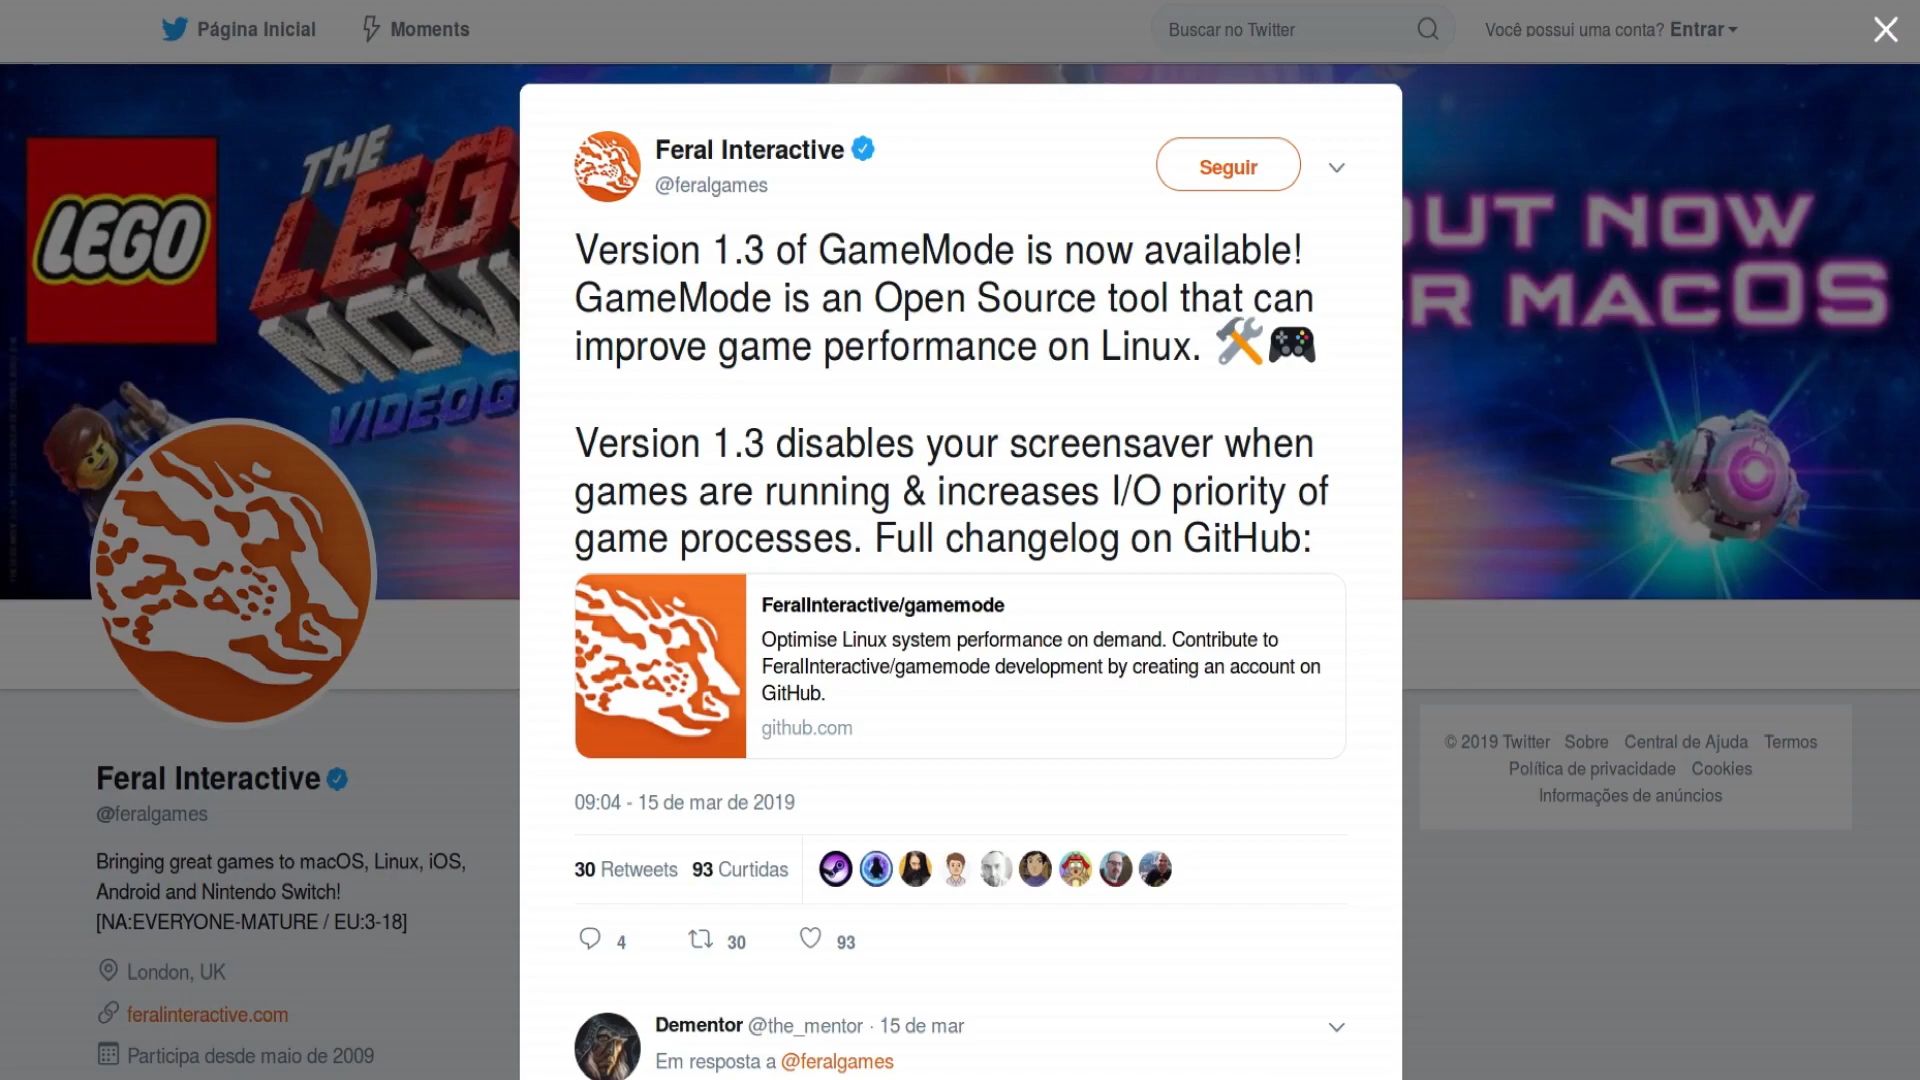 Página Inicial
Moments
Buscar no Twitter
Você possui uma conta? Entrar
LEGO
THE
LEG
MOV
VIDEOG
OUT NOW
R MACOS
Feral Interactive
@feralgames
Seguir
Version 1.3 of GameMode is now available!
GameMode is an Open Source tool that can
improve game performance on Linux.
Version 1.3 disables your screensaver when
games are running & increases I/O priority of
game processes. Full changelog on GitHub:
FeralInteractive/gamemode
Optimise Linux system performance on demand. Contribute to
FeralInteractive/gamemode development by creating an account on
GitHub.
github.com
09:04 - 15 de mar de 2019
30 Retweets 93 Curtidas
4 30 93
Dementor @the_mentor · 15 de mar
Em resposta a @feralgames
Feral Interactive
@feralgames
Bringing great games to macOS, Linux, iOS,
Android and Nintendo Switch!
[NA:EVERYONE-MATURE / EU:3-18]
London, UK
feralinteractive.com
Participa desde maio de 2009
© 2019 Twitter Sobre Central de Ajuda Termos
Política de privacidade Cookies
Informações de anúncios